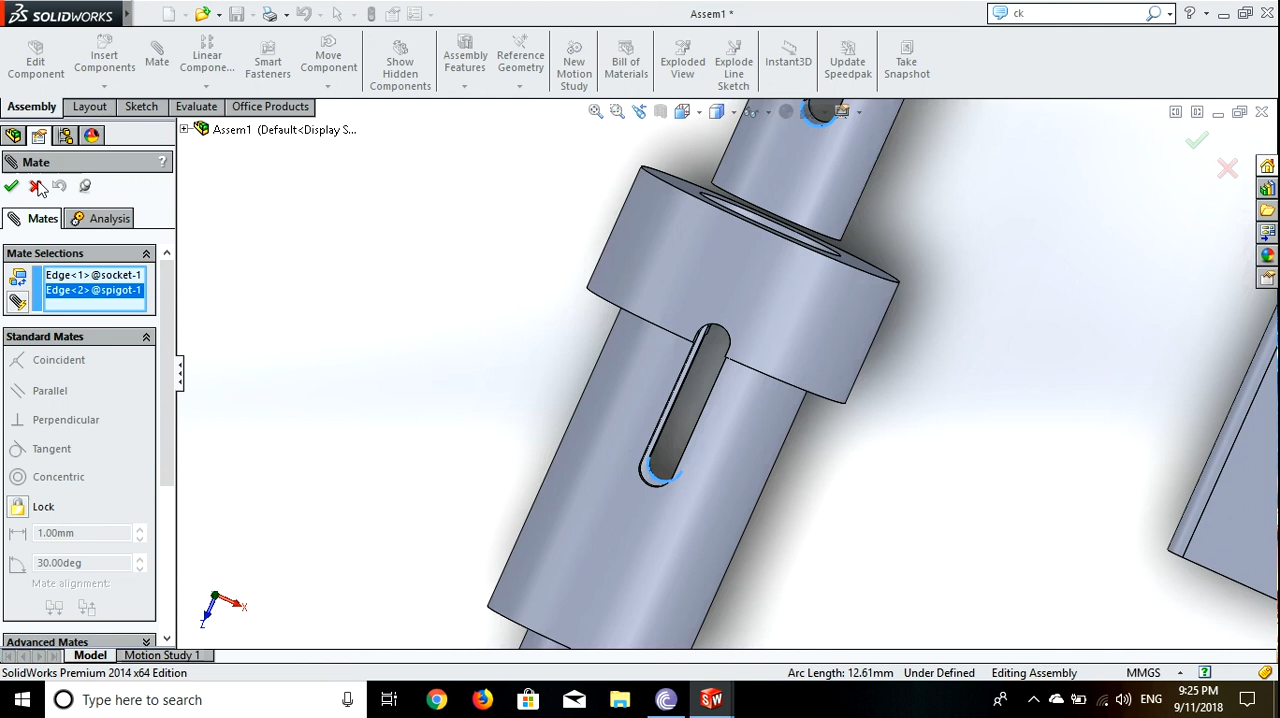 SOLIDWORKS
Assem1 *
ck
Edit Component
Insert Components
Mate
Linear Compone...
Smart Fasteners
Move Component
Show Hidden Components
Assembly Features
Reference Geometry
New Motion Study
Bill of Materials
Exploded View
Explode Line Sketch
Instant3D
Update Speedpak
Take Snapshot
Assembly
Layout
Sketch
Evaluate
Office Products
Assem1 (Default<Display S...
Mate
?
Mates
Analysis
Mate Selections
Edge<1>@socket-1
Edge<2>@spigot-1
Standard Mates
Coincident
Parallel
Perpendicular
Tangent
Concentric
Lock
1.00mm
30.00deg
Mate alignment:
Advanced Mates
X
Z
Model
Motion Study 1
SolidWorks Premium 2014 x64 Edition
Arc Length: 12.61mm
Under Defined
Editing Assembly
MMGS
?
Type here to search
ENG
9:25 PM
9/11/2018